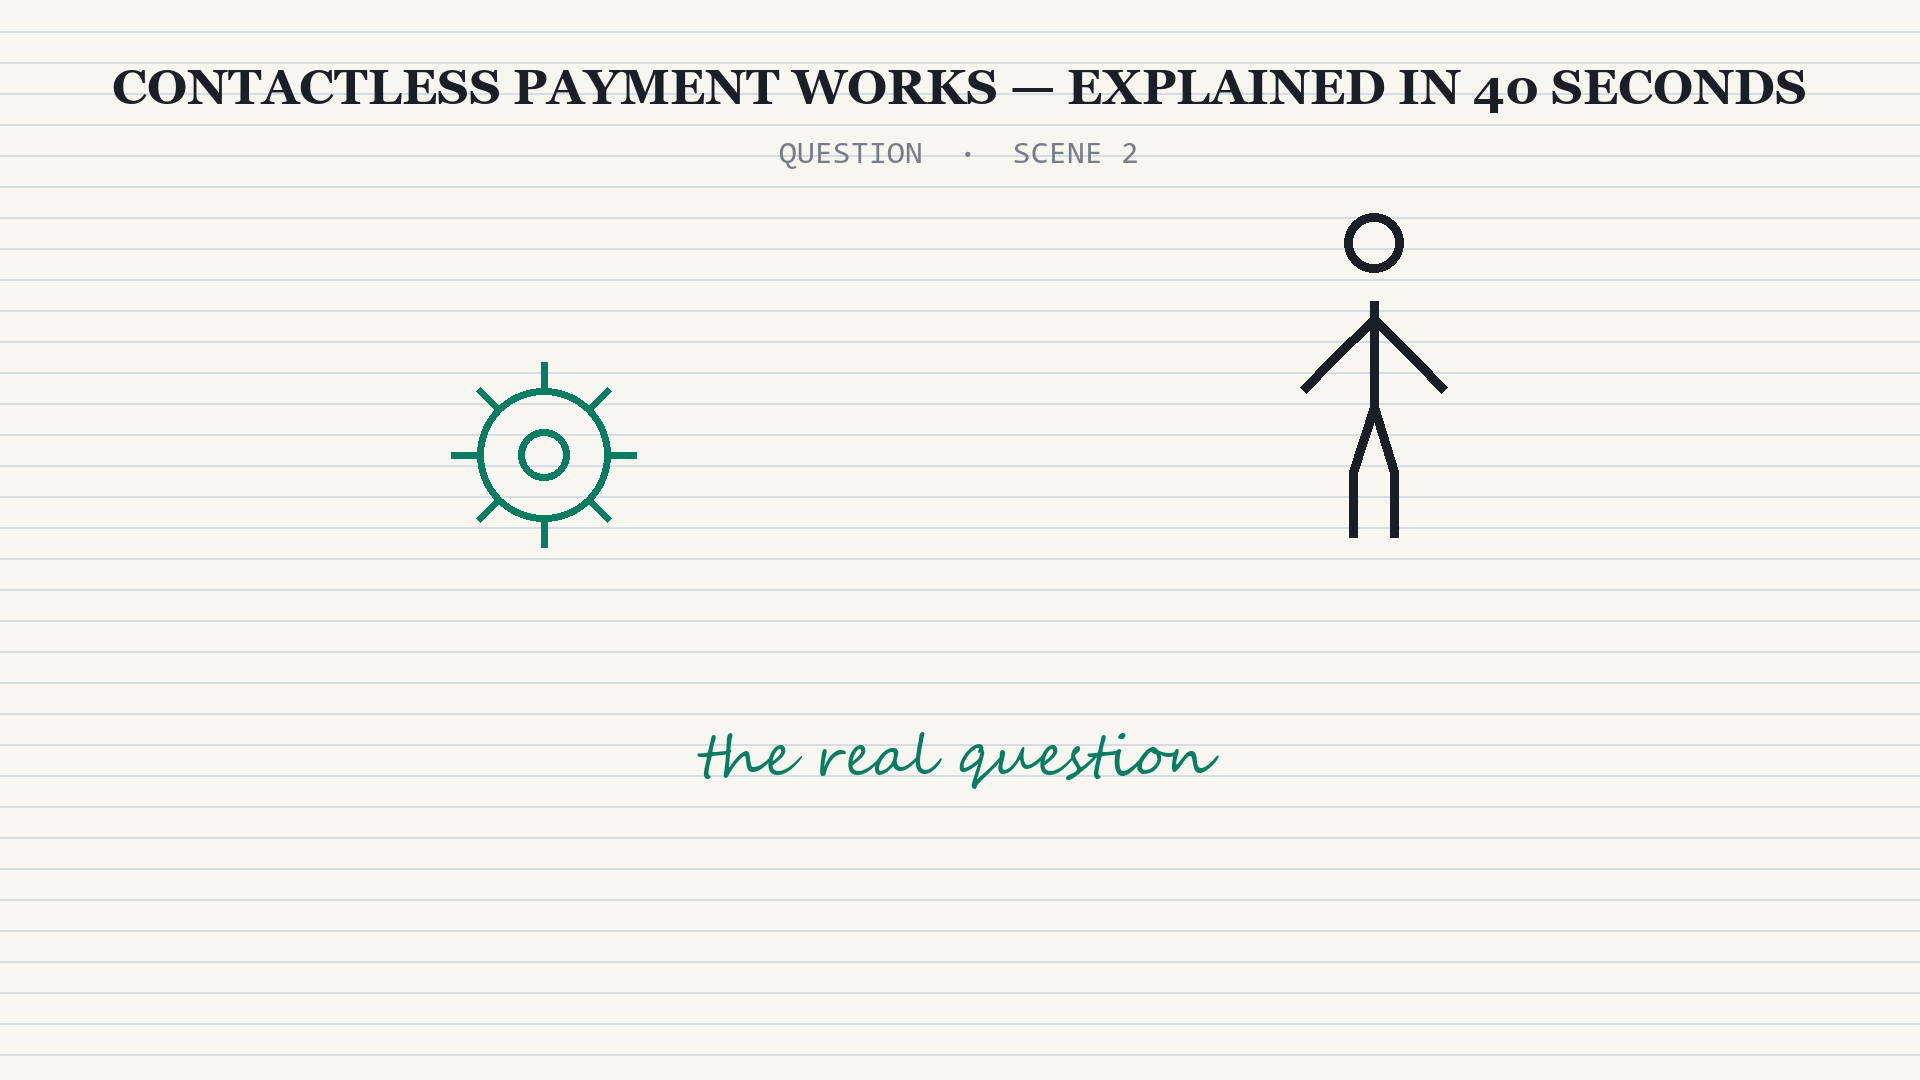 CONTACTLESS PAYMENT WORKS — EXPLAINED IN 40 SECONDS
QUESTION · SCENE 2
the real question